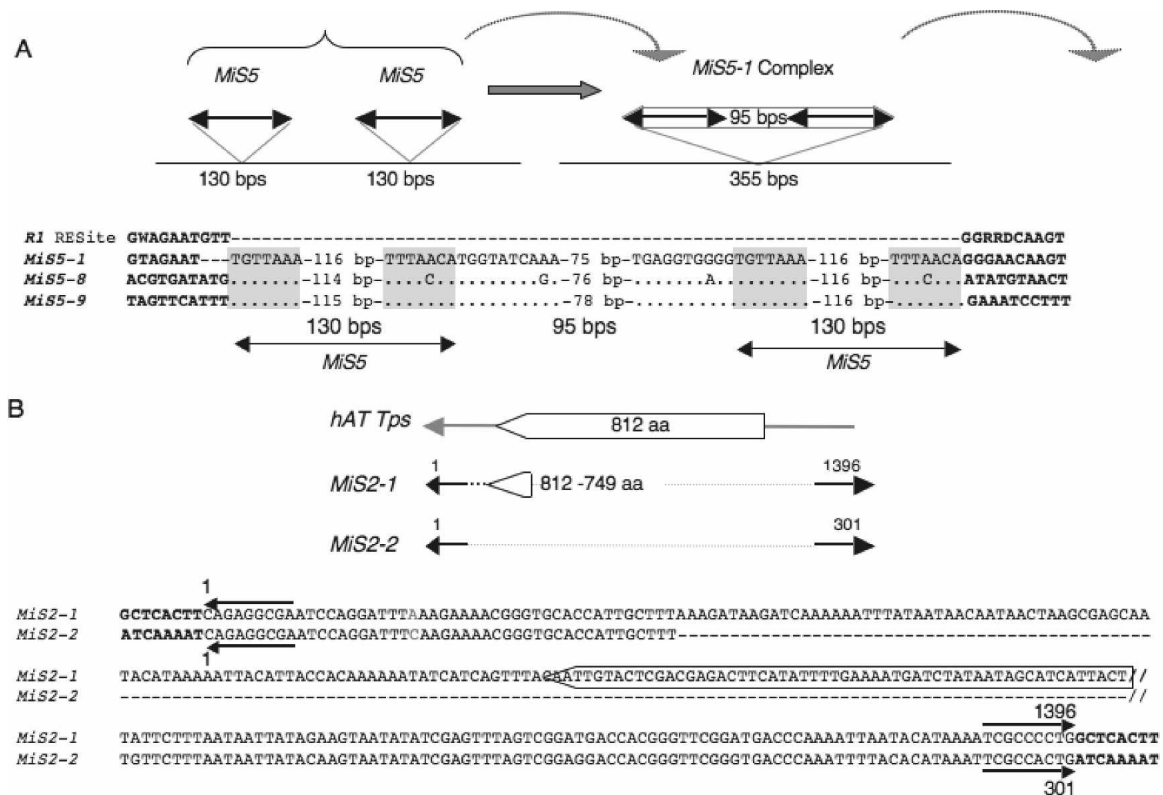 A
MiS5 MiS5 MiS5-1 Complex
95 bps
130 bps 130 bps 355 bps
R1 RESite GWAGAATGTT------------------------------------------------------------------------GGRRDCAAGT
MiS5-1 GTAGAAT---TGTTAAA-116 bp-TTTAACATGGTATCAAA-75 bp-TGAGGTGGGGTGTTAAA-116 bp-TTTAACAGGGAACAAGT
MiS5-8 ACGTGATATG.......-114 bp-....C..........G.-76 bp-........A........-116 bp-....C..ATATGTAACT
MiS5-9 TAGTTCATTT.......-115 bp-.................-78 bp-.................-116 bp-.......GAAATCCTTT
130 bps 95 bps 130 bps
MiS5 MiS5
B
hAT Tps 812 aa
1 1396
MiS2-1 812 -749 aa
1 301
MiS2-2
1
MiS2-1 GCTCACTTCAGAGGCGAATCCAGGATTTAAAGAAAACGGGTGCACCATTGCTTTAAAGATAAGATCAAAAAATTTATAATAACAATAACTAAGCGAGCAA
MiS2-2 ATCAAAATCAGAGGCGAATCCAGGATTTCAAGAAAACGGGTGCACCATTGCTTT----------------------------------------------
1
MiS2-1 TACATAAAAATTACATTACCACAAAAAATATCATCAGTTTACAATTGTACTCGACGAGACTTCATATTTTGAAAATGATCTATAATAGCATCATTACT//
MiS2-2 --------------------------------------------------------------------------------------------------//
1396
MiS2-1 TATTCTTTAATAATTATAGAAGTAATATATCGAGTTTAGTCGGATGACCACGGGTTCGGATGACCCAAAATTAATACATAAAATCGCCCCTGGCTCACTT
MiS2-2 TGTTCTTTAATAATTATACAAGTAATATATCGAGTTTAGTCGGAGGACCACGGGTTCGGGTGACCCAAATTTTACACATAAATTCGCCACTGATCAAAAT
301